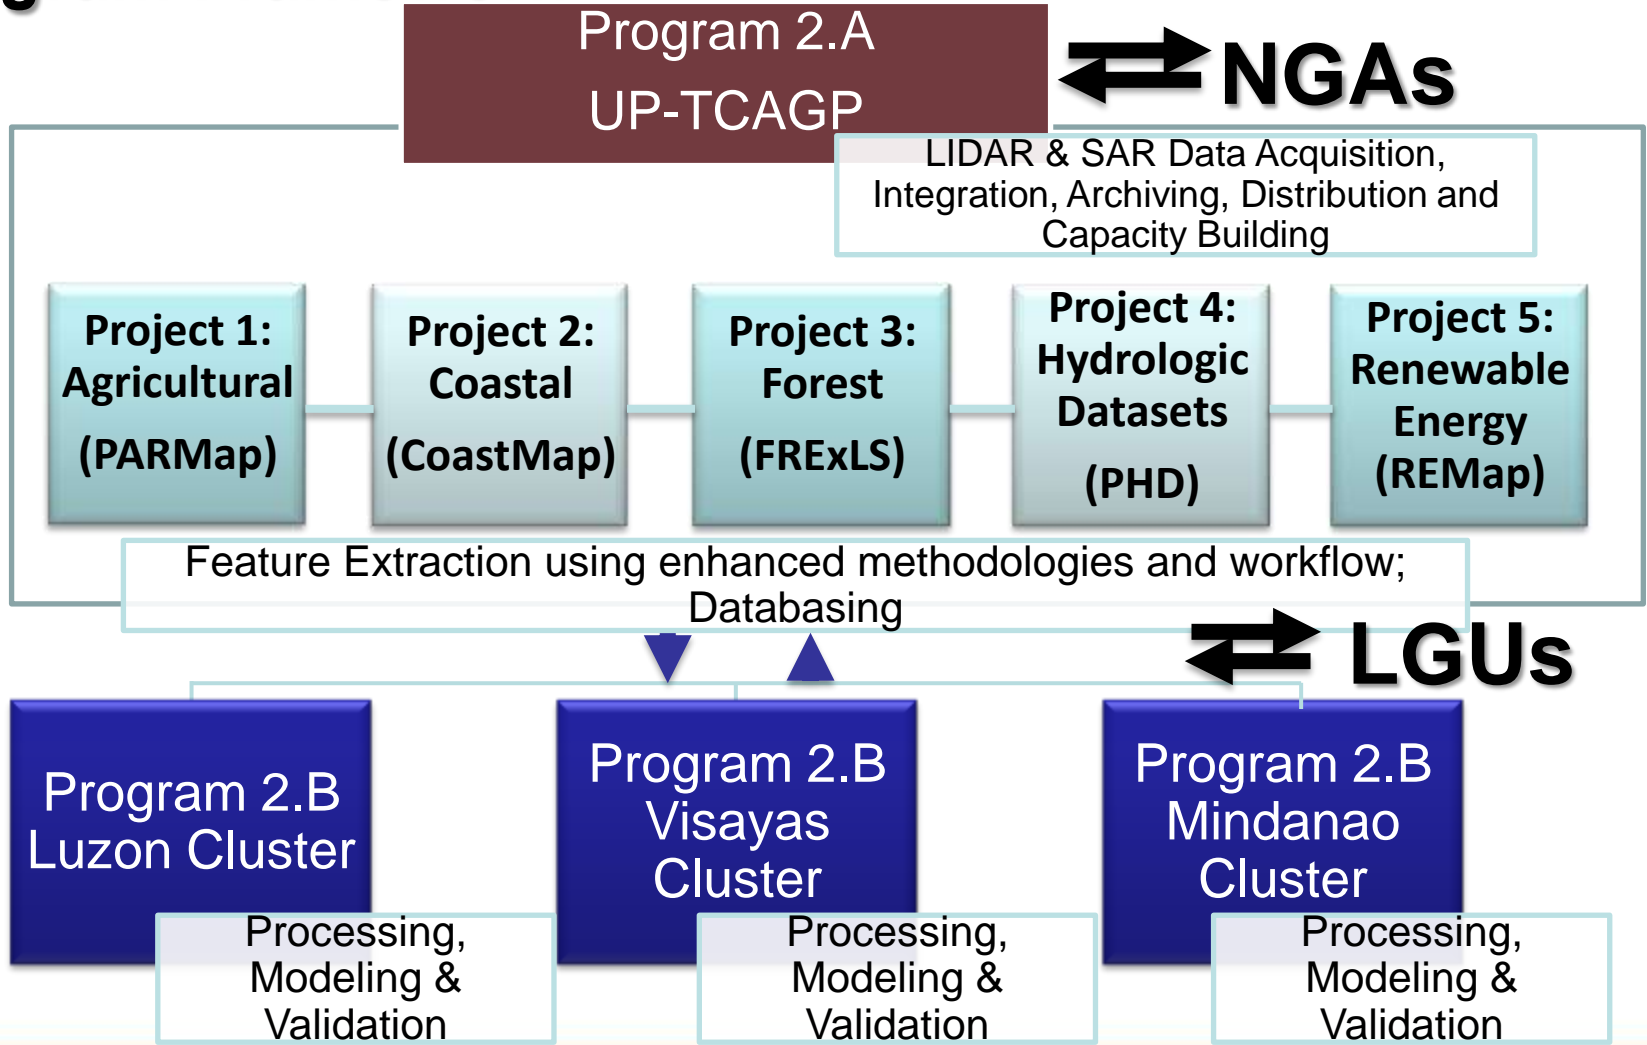 Program 2.A
UP-TCAGP
NGAs
LIDAR & SAR Data Acquisition,
Integration, Archiving, Distribution and
Capacity Building
Project 1:
Agricultural
(PARMap)
Project 2:
Coastal
(CoastMap)
Project 3:
Forest
(FRExLS)
Project 4:
Hydrologic
Datasets
(PHD)
Project 5:
Renewable
Energy
(REMap)
Feature Extraction using enhanced methodologies and workflow;
Databasing
LGUs
Program 2.B
Luzon Cluster
Program 2.B
Visayas
Cluster
Program 2.B
Mindanao
Cluster
Processing,
Modeling &
Validation
Processing,
Modeling &
Validation
Processing,
Modeling &
Validation